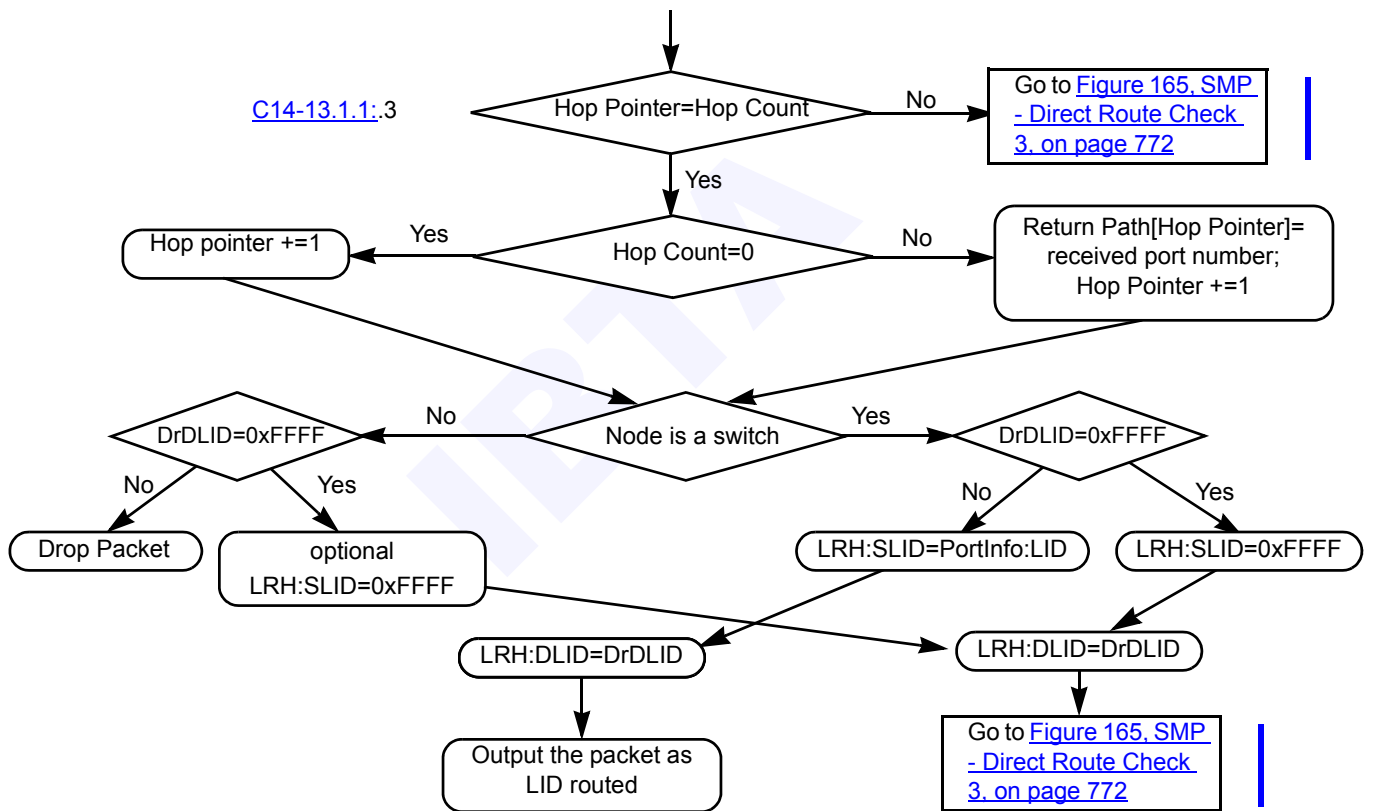 C14-13.1.1:.3
Hop Pointer=Hop Count
No
Go to Figure 165, SMP
- Direct Route Check
3, on page 772
Yes
Hop pointer +=1
Yes
Hop Count=0
No
Return Path[Hop Pointer]=
received port number;
Hop Pointer +=1
IBTA
DrDLID=0xFFFF
No
Node is a switch
Yes
DrDLID=0xFFFF
No
Yes
No
Yes
Drop Packet
optional
LRH:SLID=0xFFFF
LRH:SLID=PortInfo:LID
LRH:SLID=0xFFFF
LRH:DLID=DrDLID
LRH:DLID=DrDLID
Output the packet as
LID routed
Go to Figure 165, SMP
- Direct Route Check
3, on page 772